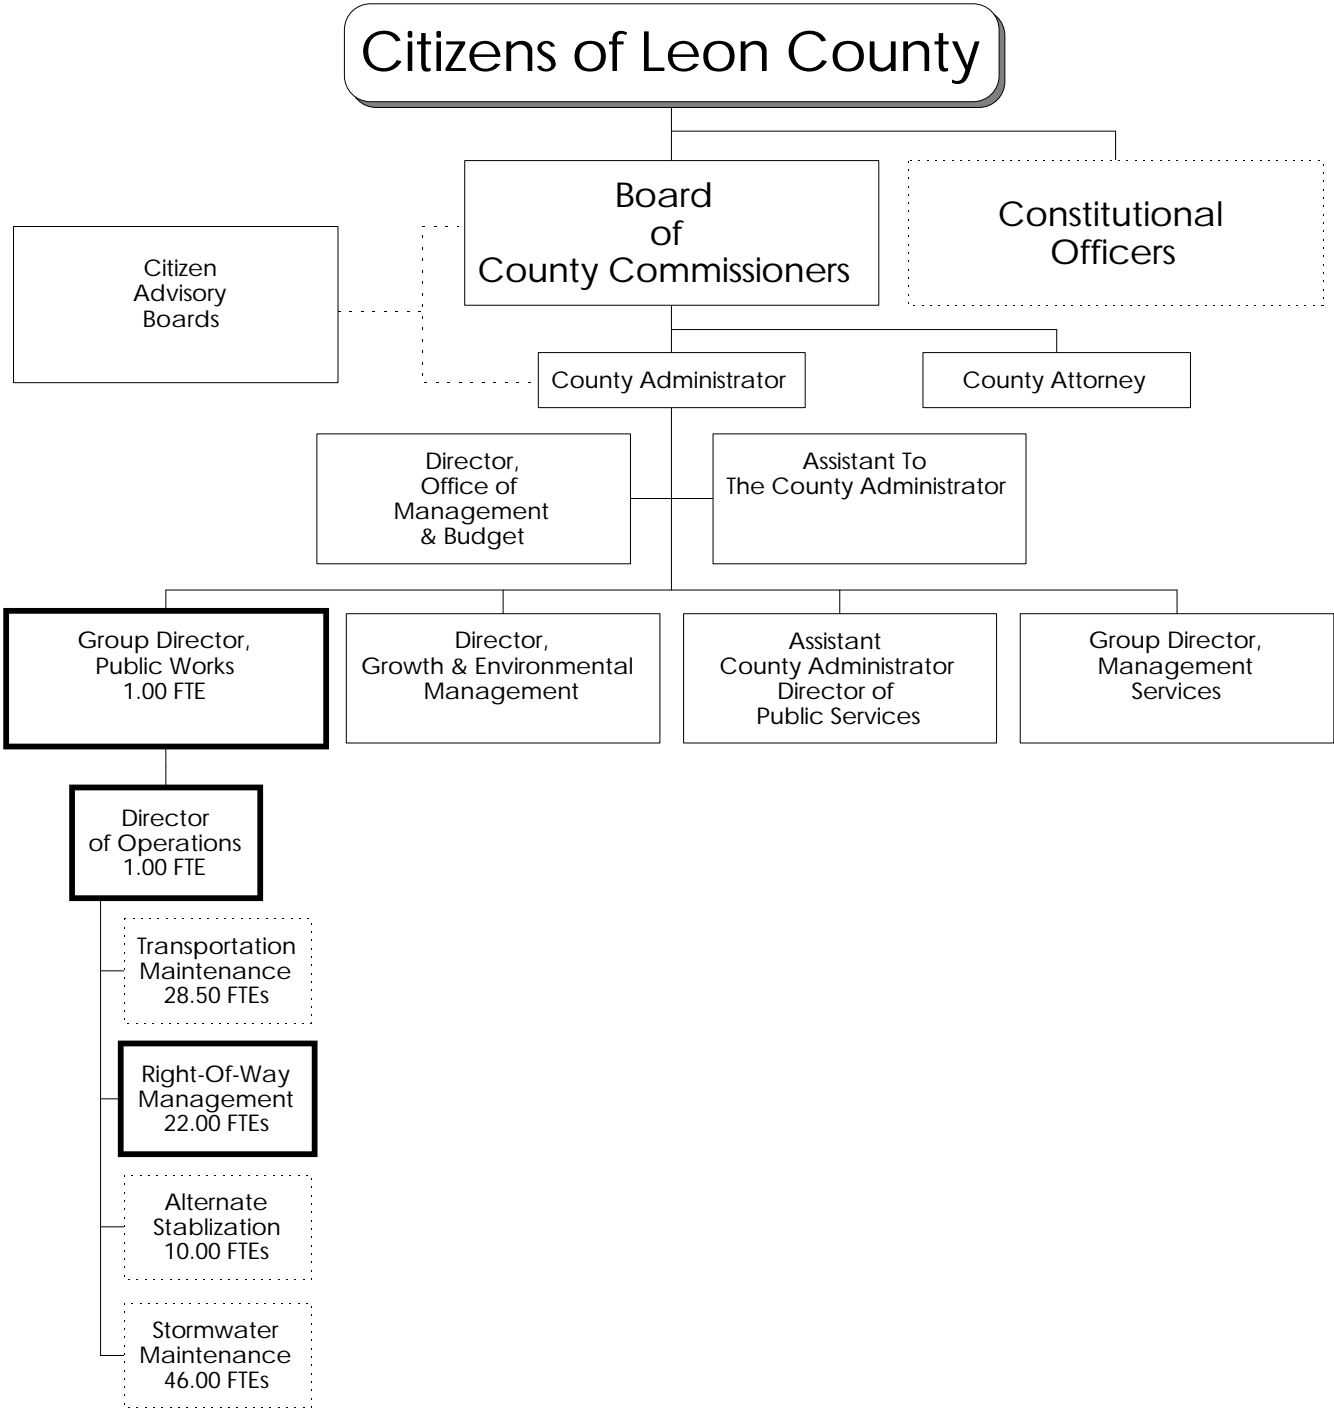 Citizens of Leon County
Board
of
County Commissioners
Constitutional
Officers
Citizen
Advisory
Boards
County Administrator
County Attorney
Director,
Office of
Management
& Budget
Assistant To
The County Administrator
Group Director,
Public Works
1.00 FTE
Director,
Growth & Environmental
Management
Assistant
County Administrator
Director of
Public Services
Group Director,
Management
Services
Director
of Operations
1.00 FTE
Transportation
Maintenance
28.50 FTEs
Right-Of-Way
Management
22.00 FTEs
Alternate
Stablization
10.00 FTEs
Stormwater
Maintenance
46.00 FTEs